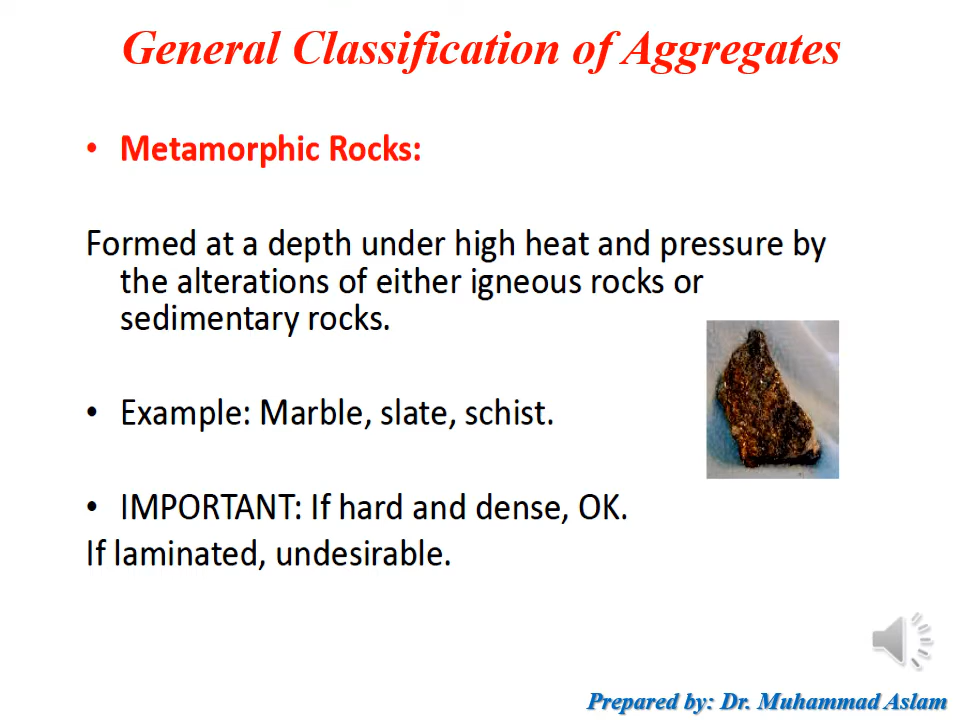 General Classification of Aggregates
• Metamorphic Rocks:
Formed at a depth under high heat and pressure by
the alterations of either igneous rocks or
sedimentary rocks.
• Example: Marble, slate, schist.
• IMPORTANT: If hard and dense, OK.
If laminated, undesirable.
Prepared by: Dr. Muhammad Aslam